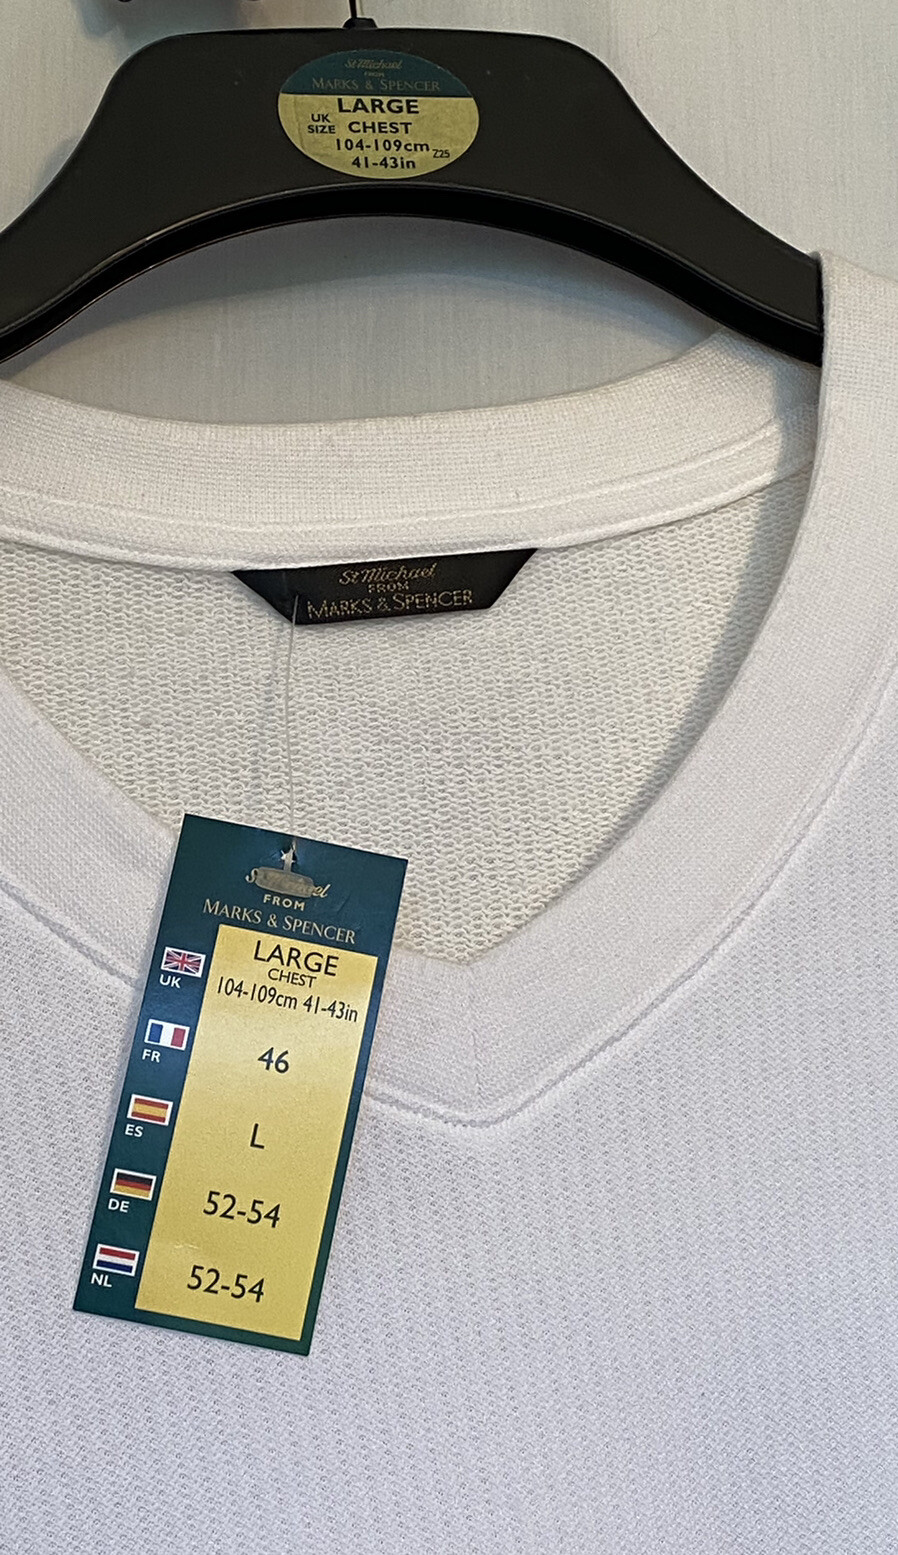 St Michael
FROM
MARKS & SPENCER
LARGE
UK SIZE CHEST
104-109cm Z25
41-43in
St Michael
FROM
MARKS & SPENCER
St Michael
FROM
MARKS & SPENCER
LARGE
CHEST
UK 104-109cm 41-43in
FR 46
ES L
DE 52-54
NL 52-54